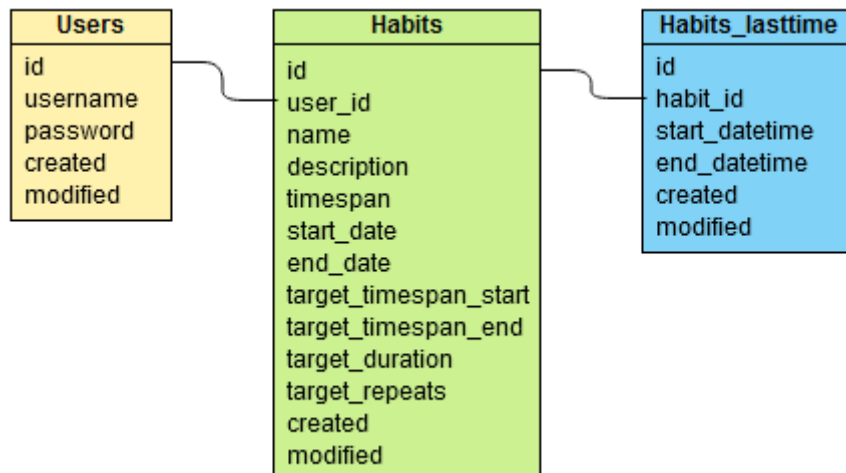 Users
id
username
password
created
modified
Habits
id
user_id
name
description
timespan
start_date
end_date
target_timespan_start
target_timespan_end
target_duration
target_repeats
created
modified
Habits_lasttime
id
habit_id
start_datetime
end_datetime
created
modified